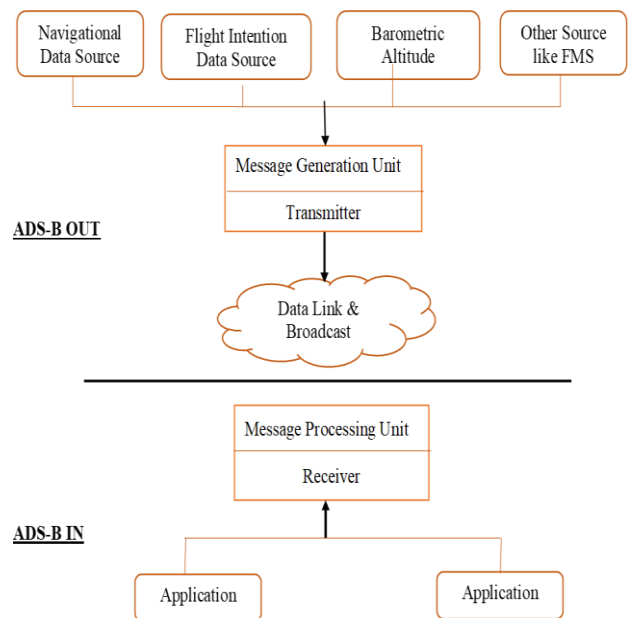 Navigational
Data Source
Flight Intention
Data Source
Barometric
Altitude
Other Source
like FMS
Message Generation Unit
Transmitter
ADS-B OUT
Data Link &
Broadcast
Message Processing Unit
Receiver
ADS-B IN
Application
Application